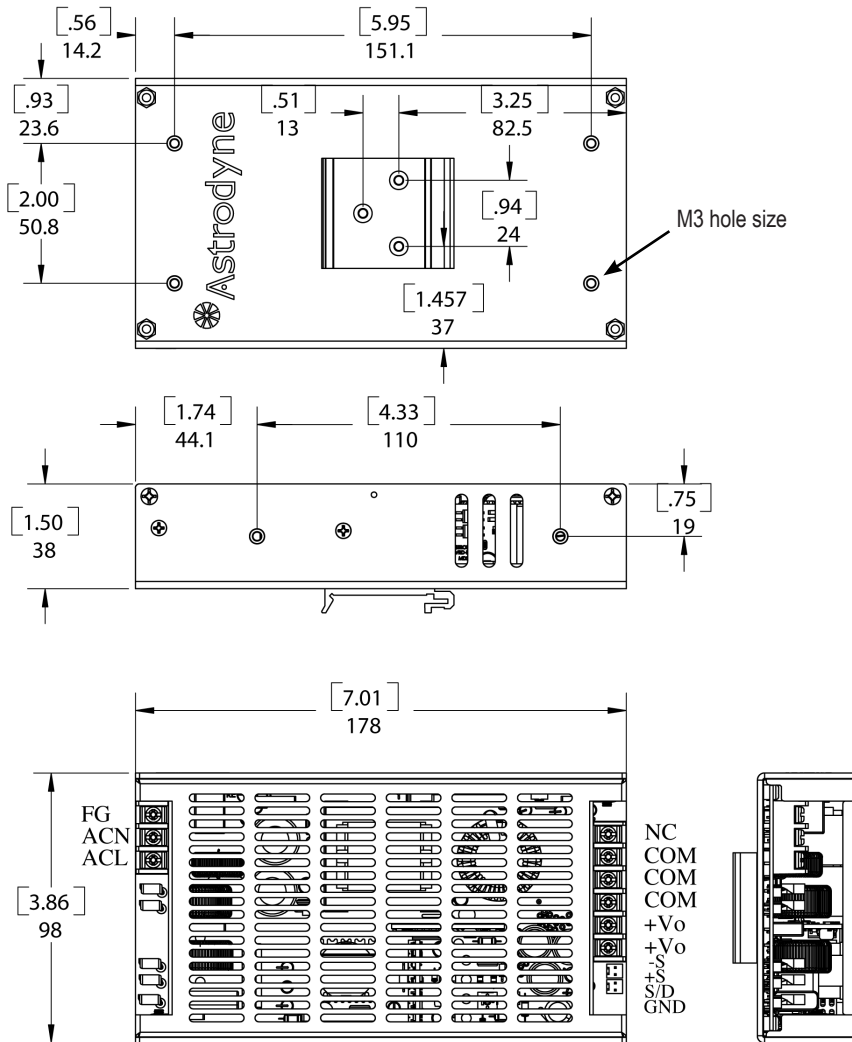 [.56]
14.2
[5.95]
151.1
[.93]
23.6
[.51]
13
[3.25]
82.5
Astrodyne
[2.00]
50.8
[.94]
24
M3 hole size
[1.457]
37
[1.74]
44.1
[4.33]
110
[1.50]
38
[.75]
19
[7.01]
178
FG
ACN
ACL
[3.86]
98
NC
COM
COM
COM
+Vo
+Vo
-S
+S
S/D
GND